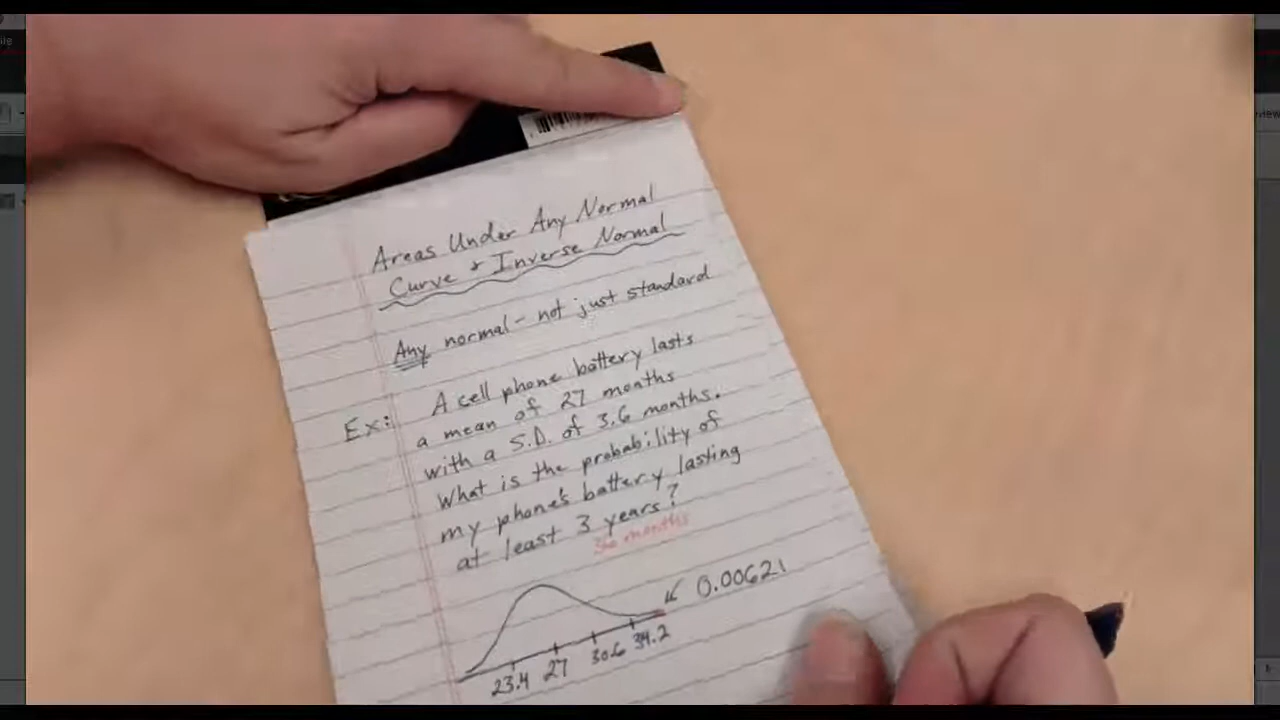 Areas Under Any Normal
Curve & Inverse Normal
Any normal - not just standard
Ex: A cell phone battery lasts
a mean of 27 months
with a S.D. of 3.6 months.
What is the probability of
my phone's battery lasting
at least 3 years?
36 months
0.00621
23.4 27 30.6 34.2